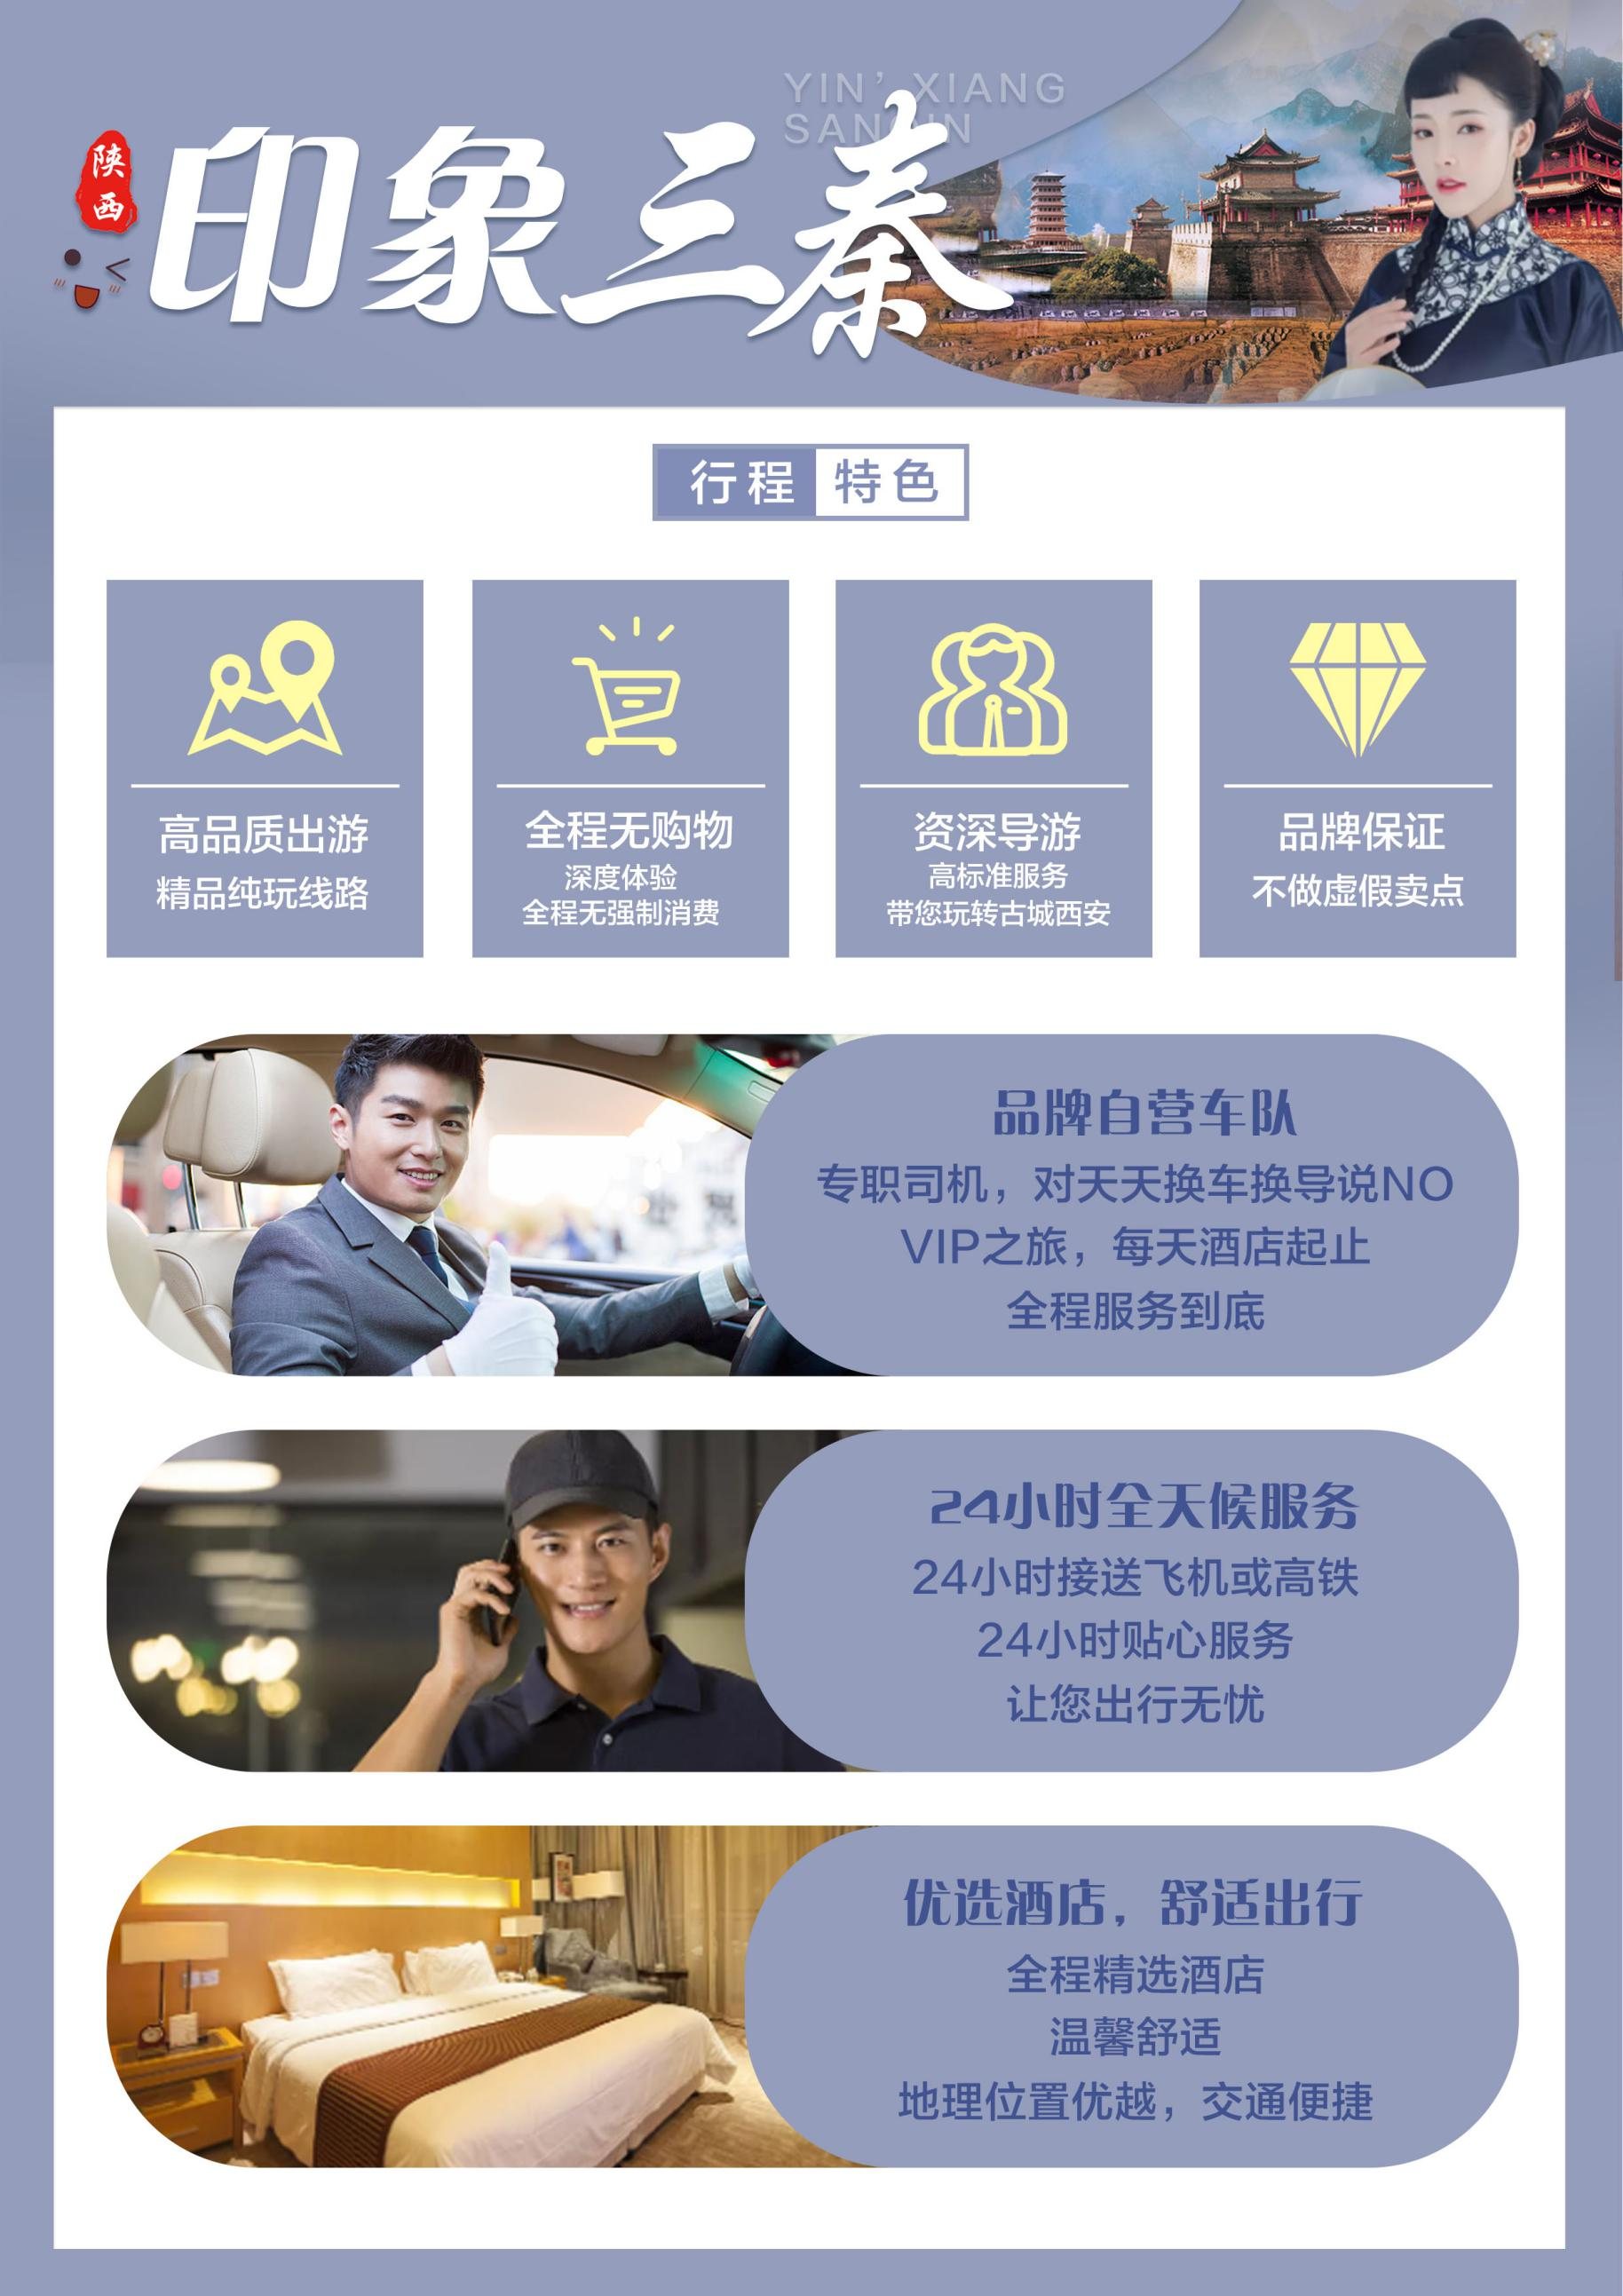 YIN’ XIANG
SANQIN
陕西
印象三秦
行程特色
高品质出游
精品纯玩线路
全程无购物
深度体验
全程无强制消费
资深导游
高标准服务
带您玩转古城西安
品牌保证
不做虚假卖点
品牌自营车队
专职司机，对天天换车换导说NO
VIP之旅，每天酒店起止
全程服务到底
24小时全天候服务
24小时接送飞机或高铁
24小时贴心服务
让您出行无忧
优选酒店，舒适出行
全程精选酒店
温馨舒适
地理位置优越，交通便捷